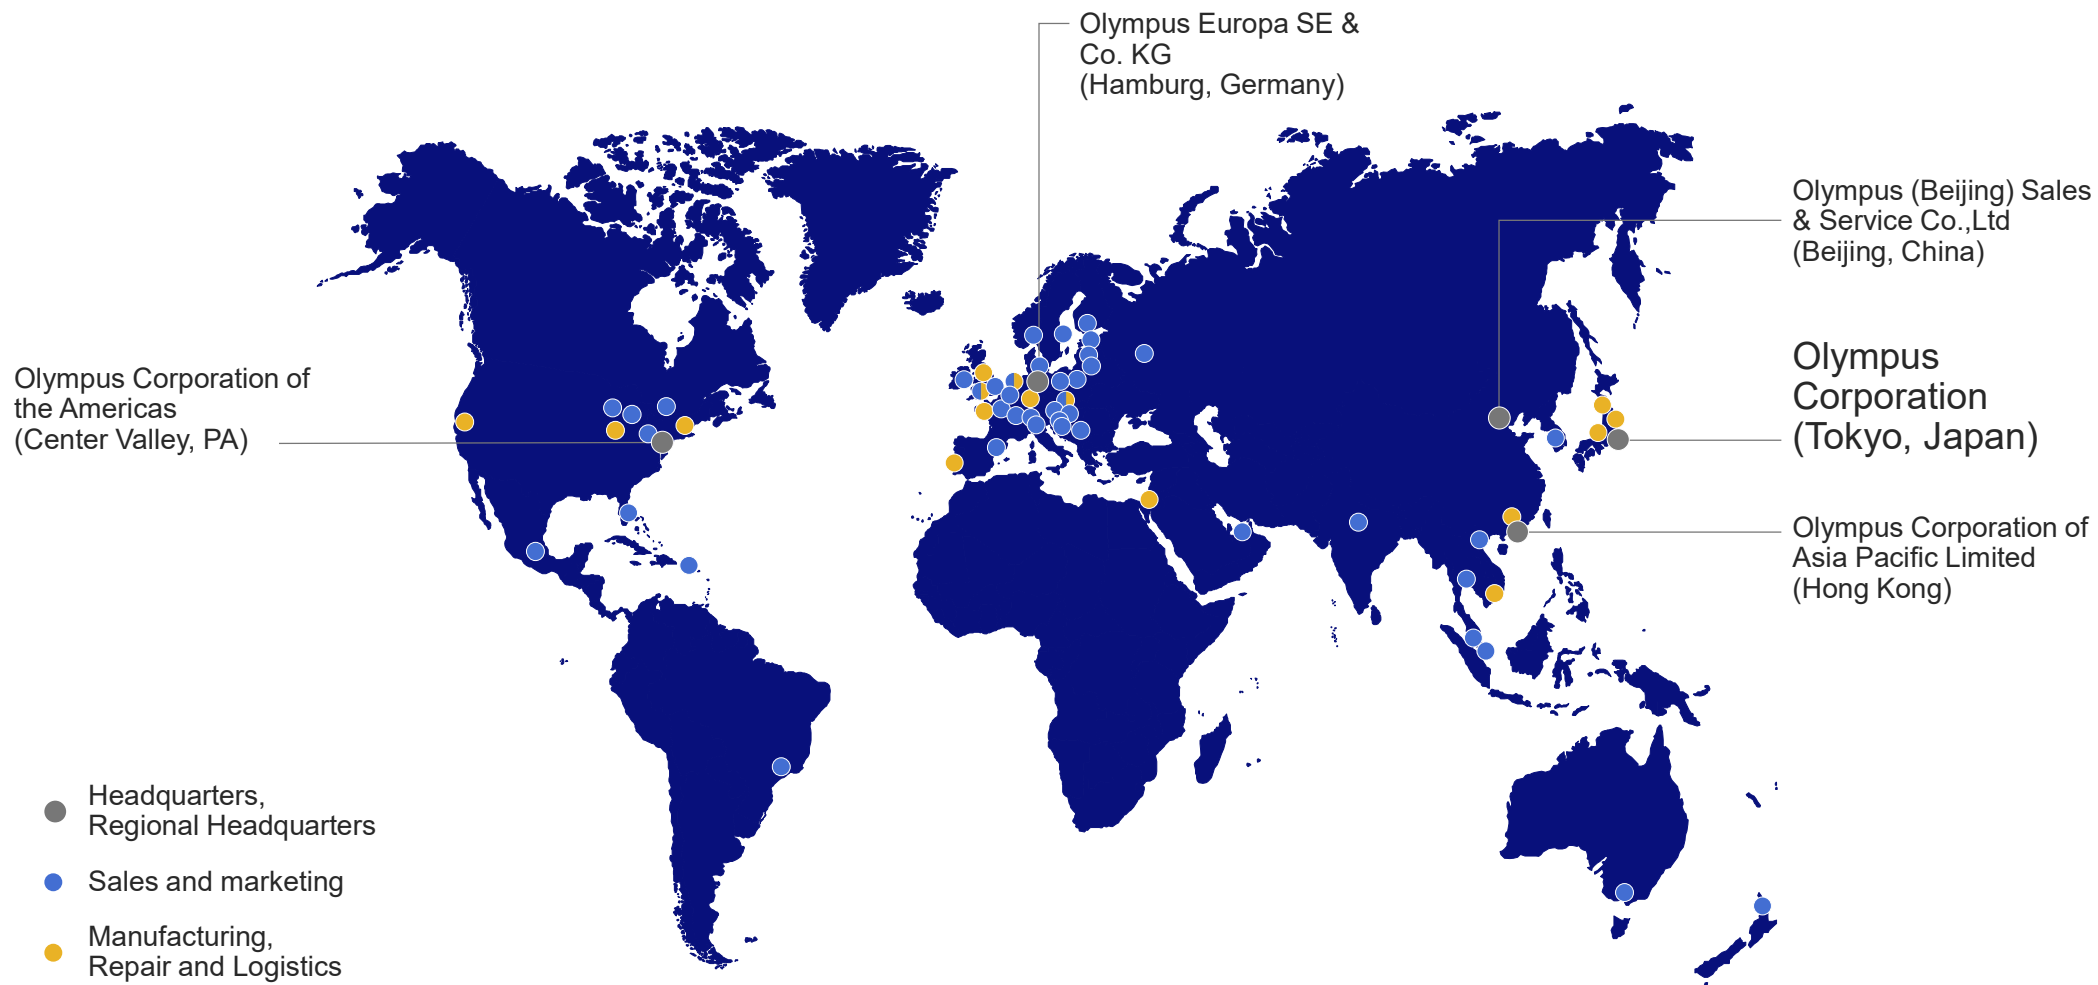 Olympus Europa SE &
Co. KG
(Hamburg, Germany)
Olympus (Beijing) Sales
& Service Co.,Ltd
(Beijing, China)
Olympus Corporation of
the Americas
(Center Valley, PA)
Olympus
Corporation
(Tokyo, Japan)
Olympus Corporation of
Asia Pacific Limited
(Hong Kong)
Headquarters,
Regional Headquarters
Sales and marketing
Manufacturing,
Repair and Logistics